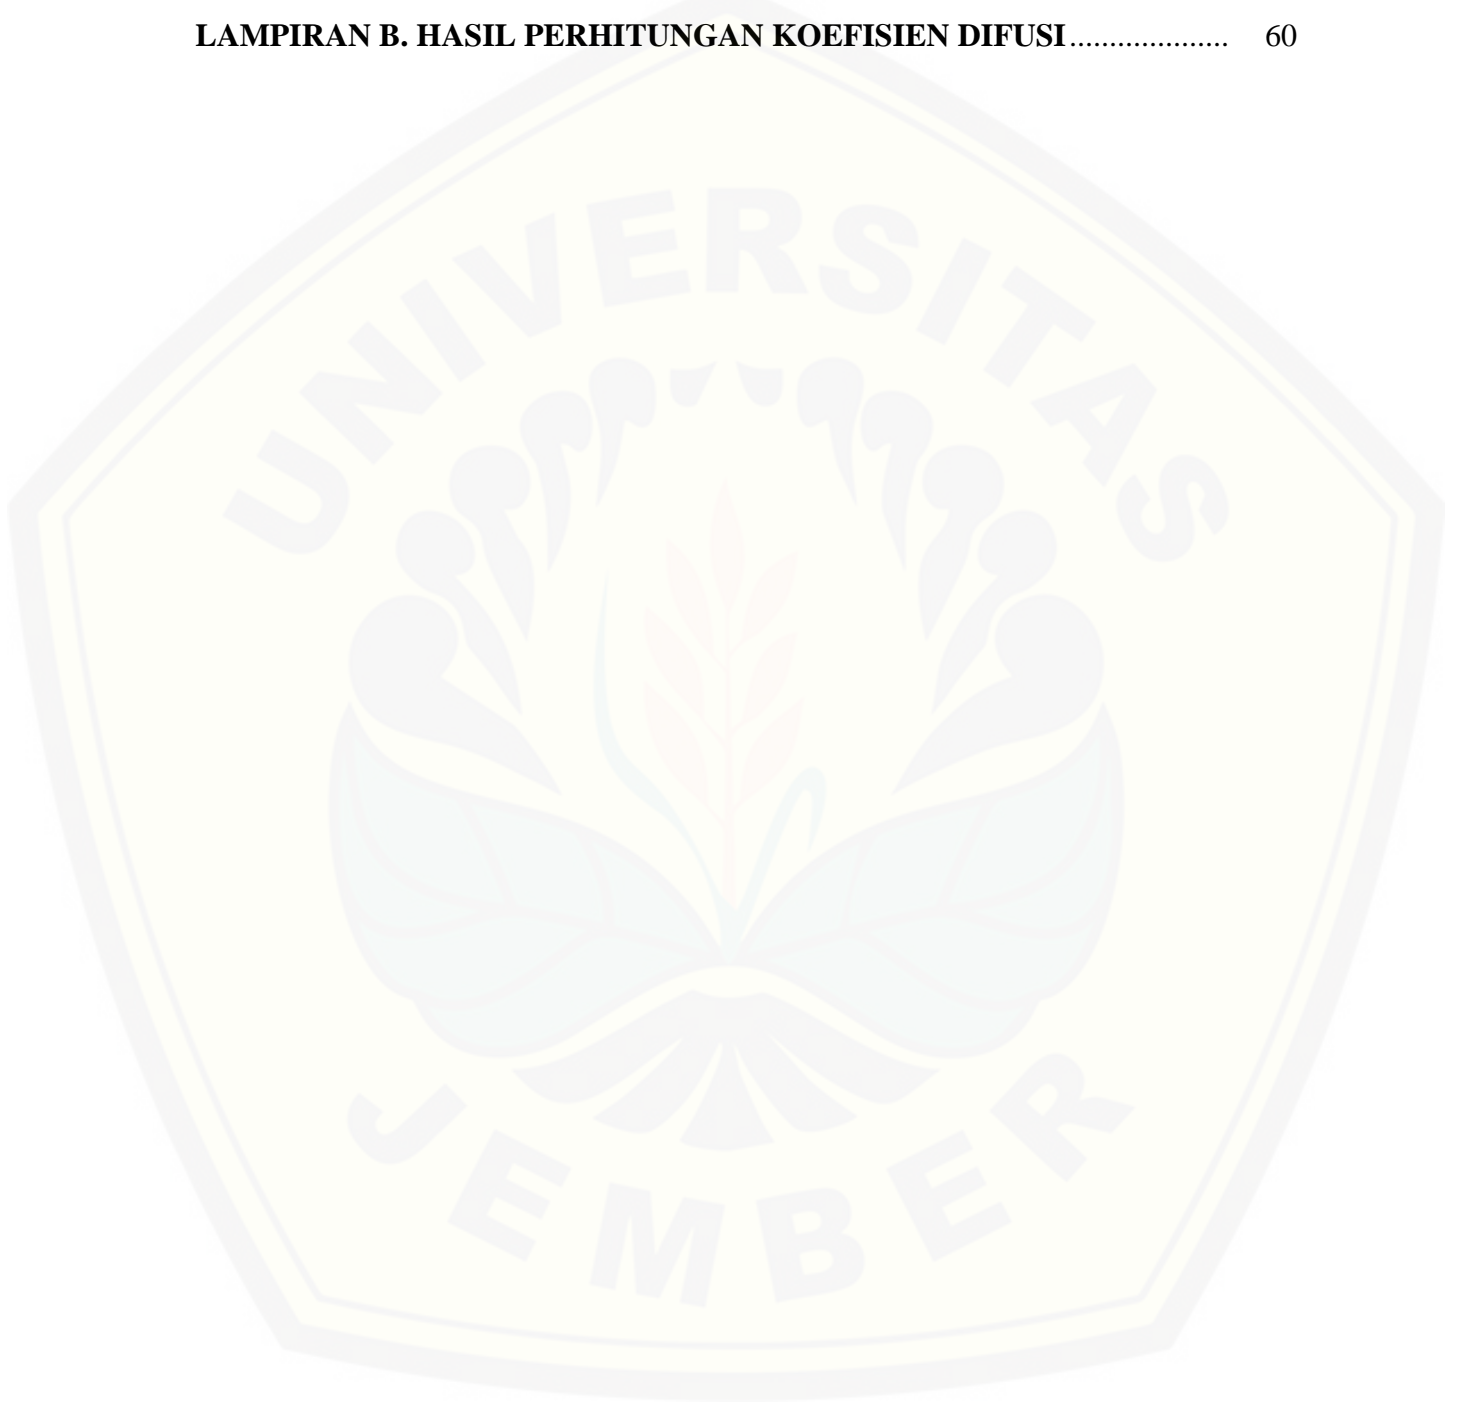 LAMPIRAN B. HASIL PERHITUNGAN KOEFISIEN DIFUSI.................... 60
UNIVERSITAS
JEMBER